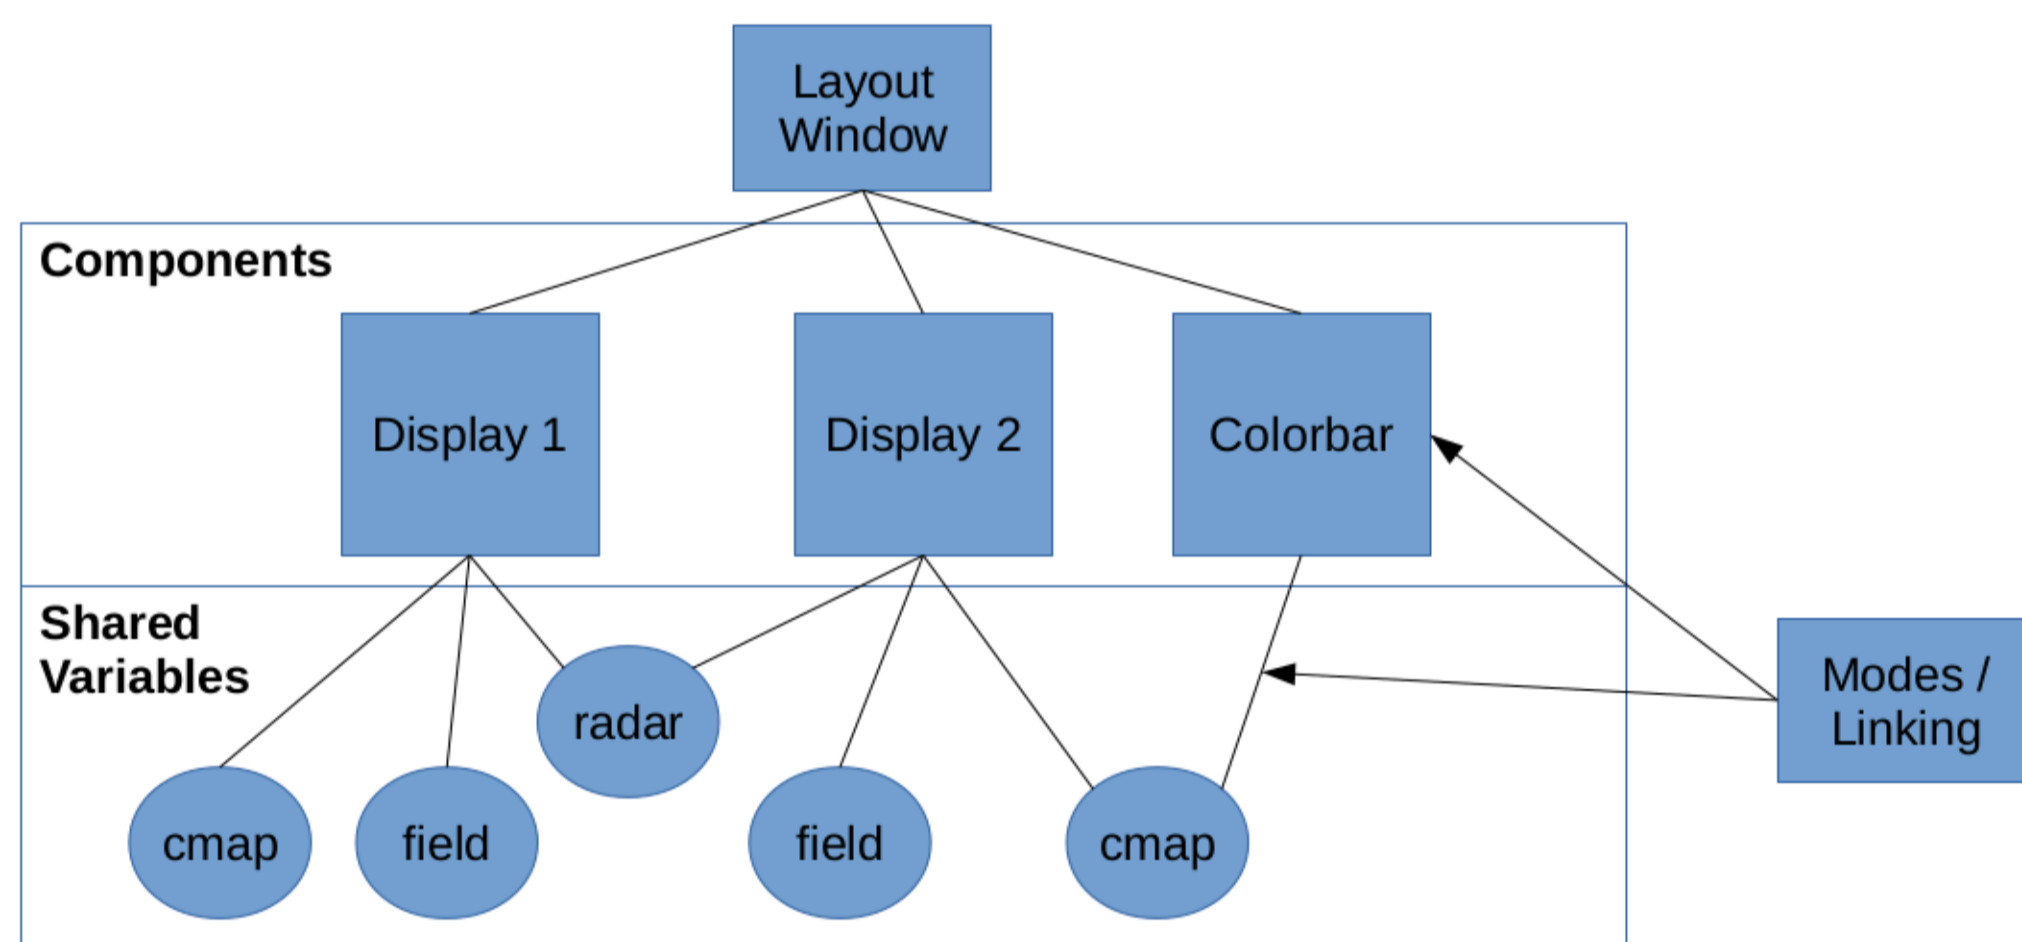 Layout
Window
Components
Display 1
Display 2
Colorbar
Shared
Variables
radar
Modes /
Linking
cmap
field
field
cmap